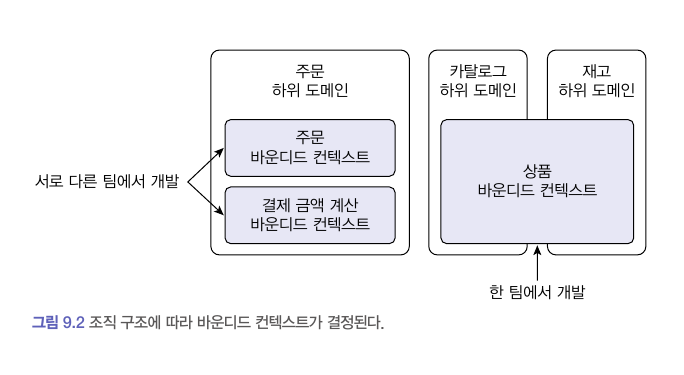 주문
하위 도메인
카탈로그
하위 도메인
재고
하위 도메인
주문
바운디드 컨텍스트
서로 다른 팀에서 개발
상품
바운디드 컨텍스트
결제 금액 계산
바운디드 컨텍스트
한 팀에서 개발
그림 9.2 조직 구조에 따라 바운디드 컨텍스트가 결정된다.